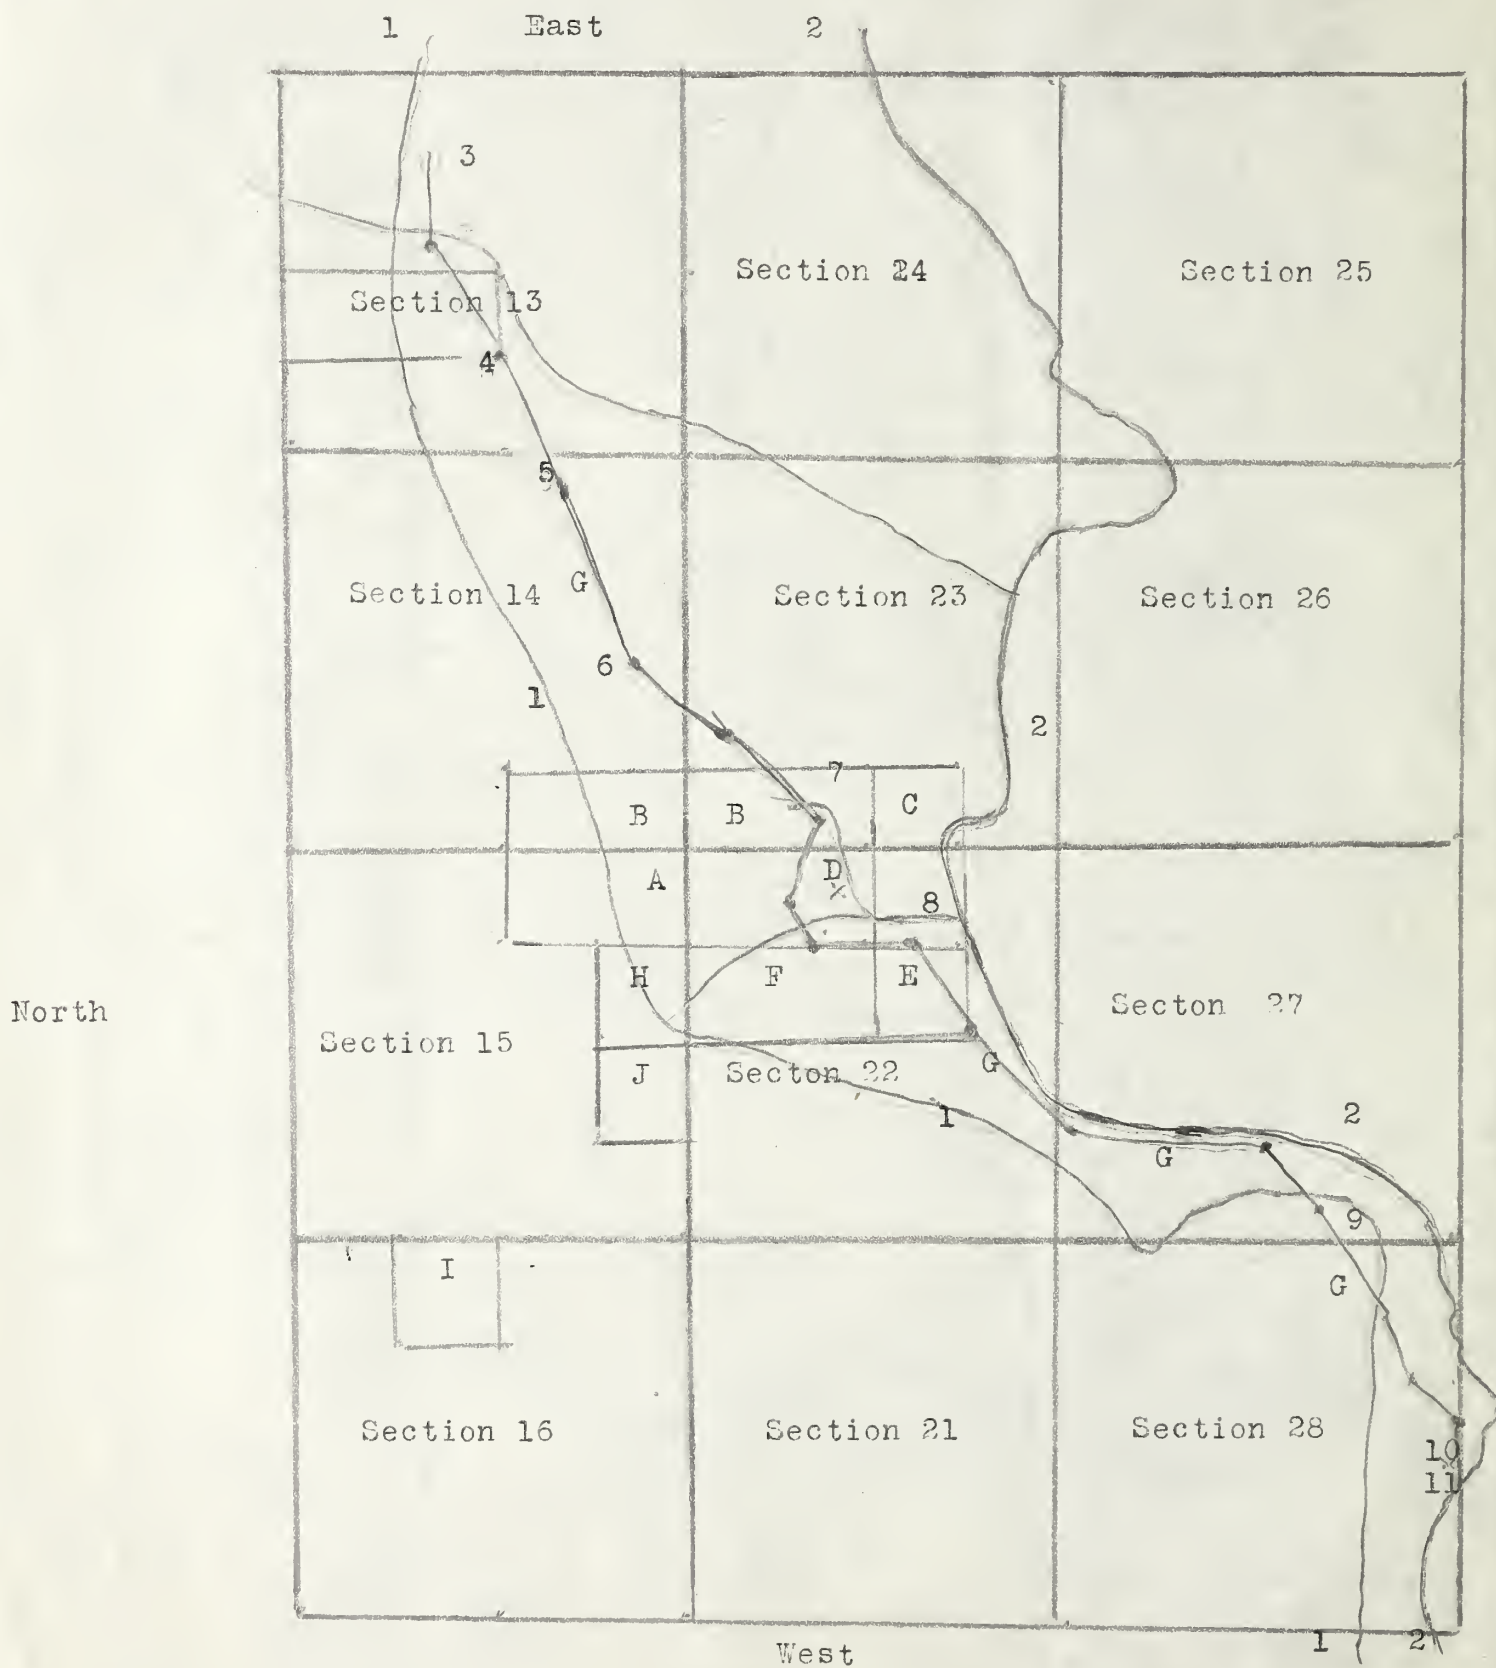 1 East 2
3
Section 24 Section 25
Section 13
4
5
G
Section 14 Section 23 Section 26
6
1
2
7
B B C
A D
X
8
H F E
North
Secton 27
Section 15
G
J Secton 22
1 2
G
9
I
G
Section 16 Section 21 Section 28
10
11
1 2
West